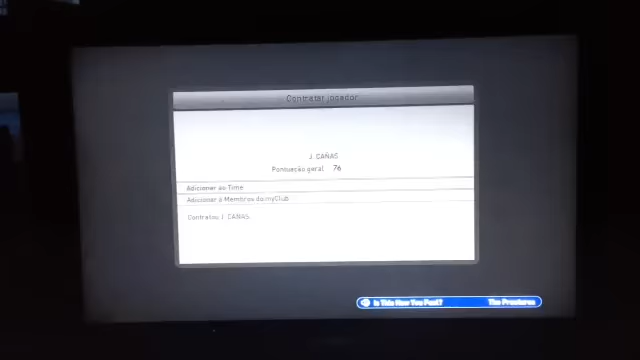 Contratar jogador
J. CAÑAS
Pontuação geral 76
Adicionar ao Time
Adicionar à Membros do myClub
Contratou J. CAÑAS.
Is This How You Feel? The Preatures